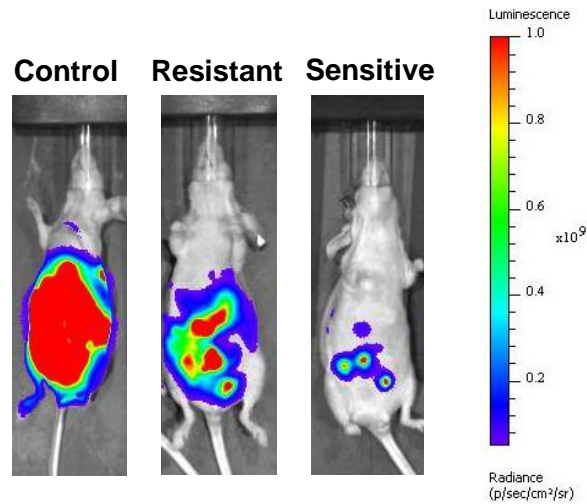 Luminescence
Control Resistant Sensitive
1.0
0.8
0.6
x10⁹
0.4
0.2
Radiance
(p/sec/cm²/sr)